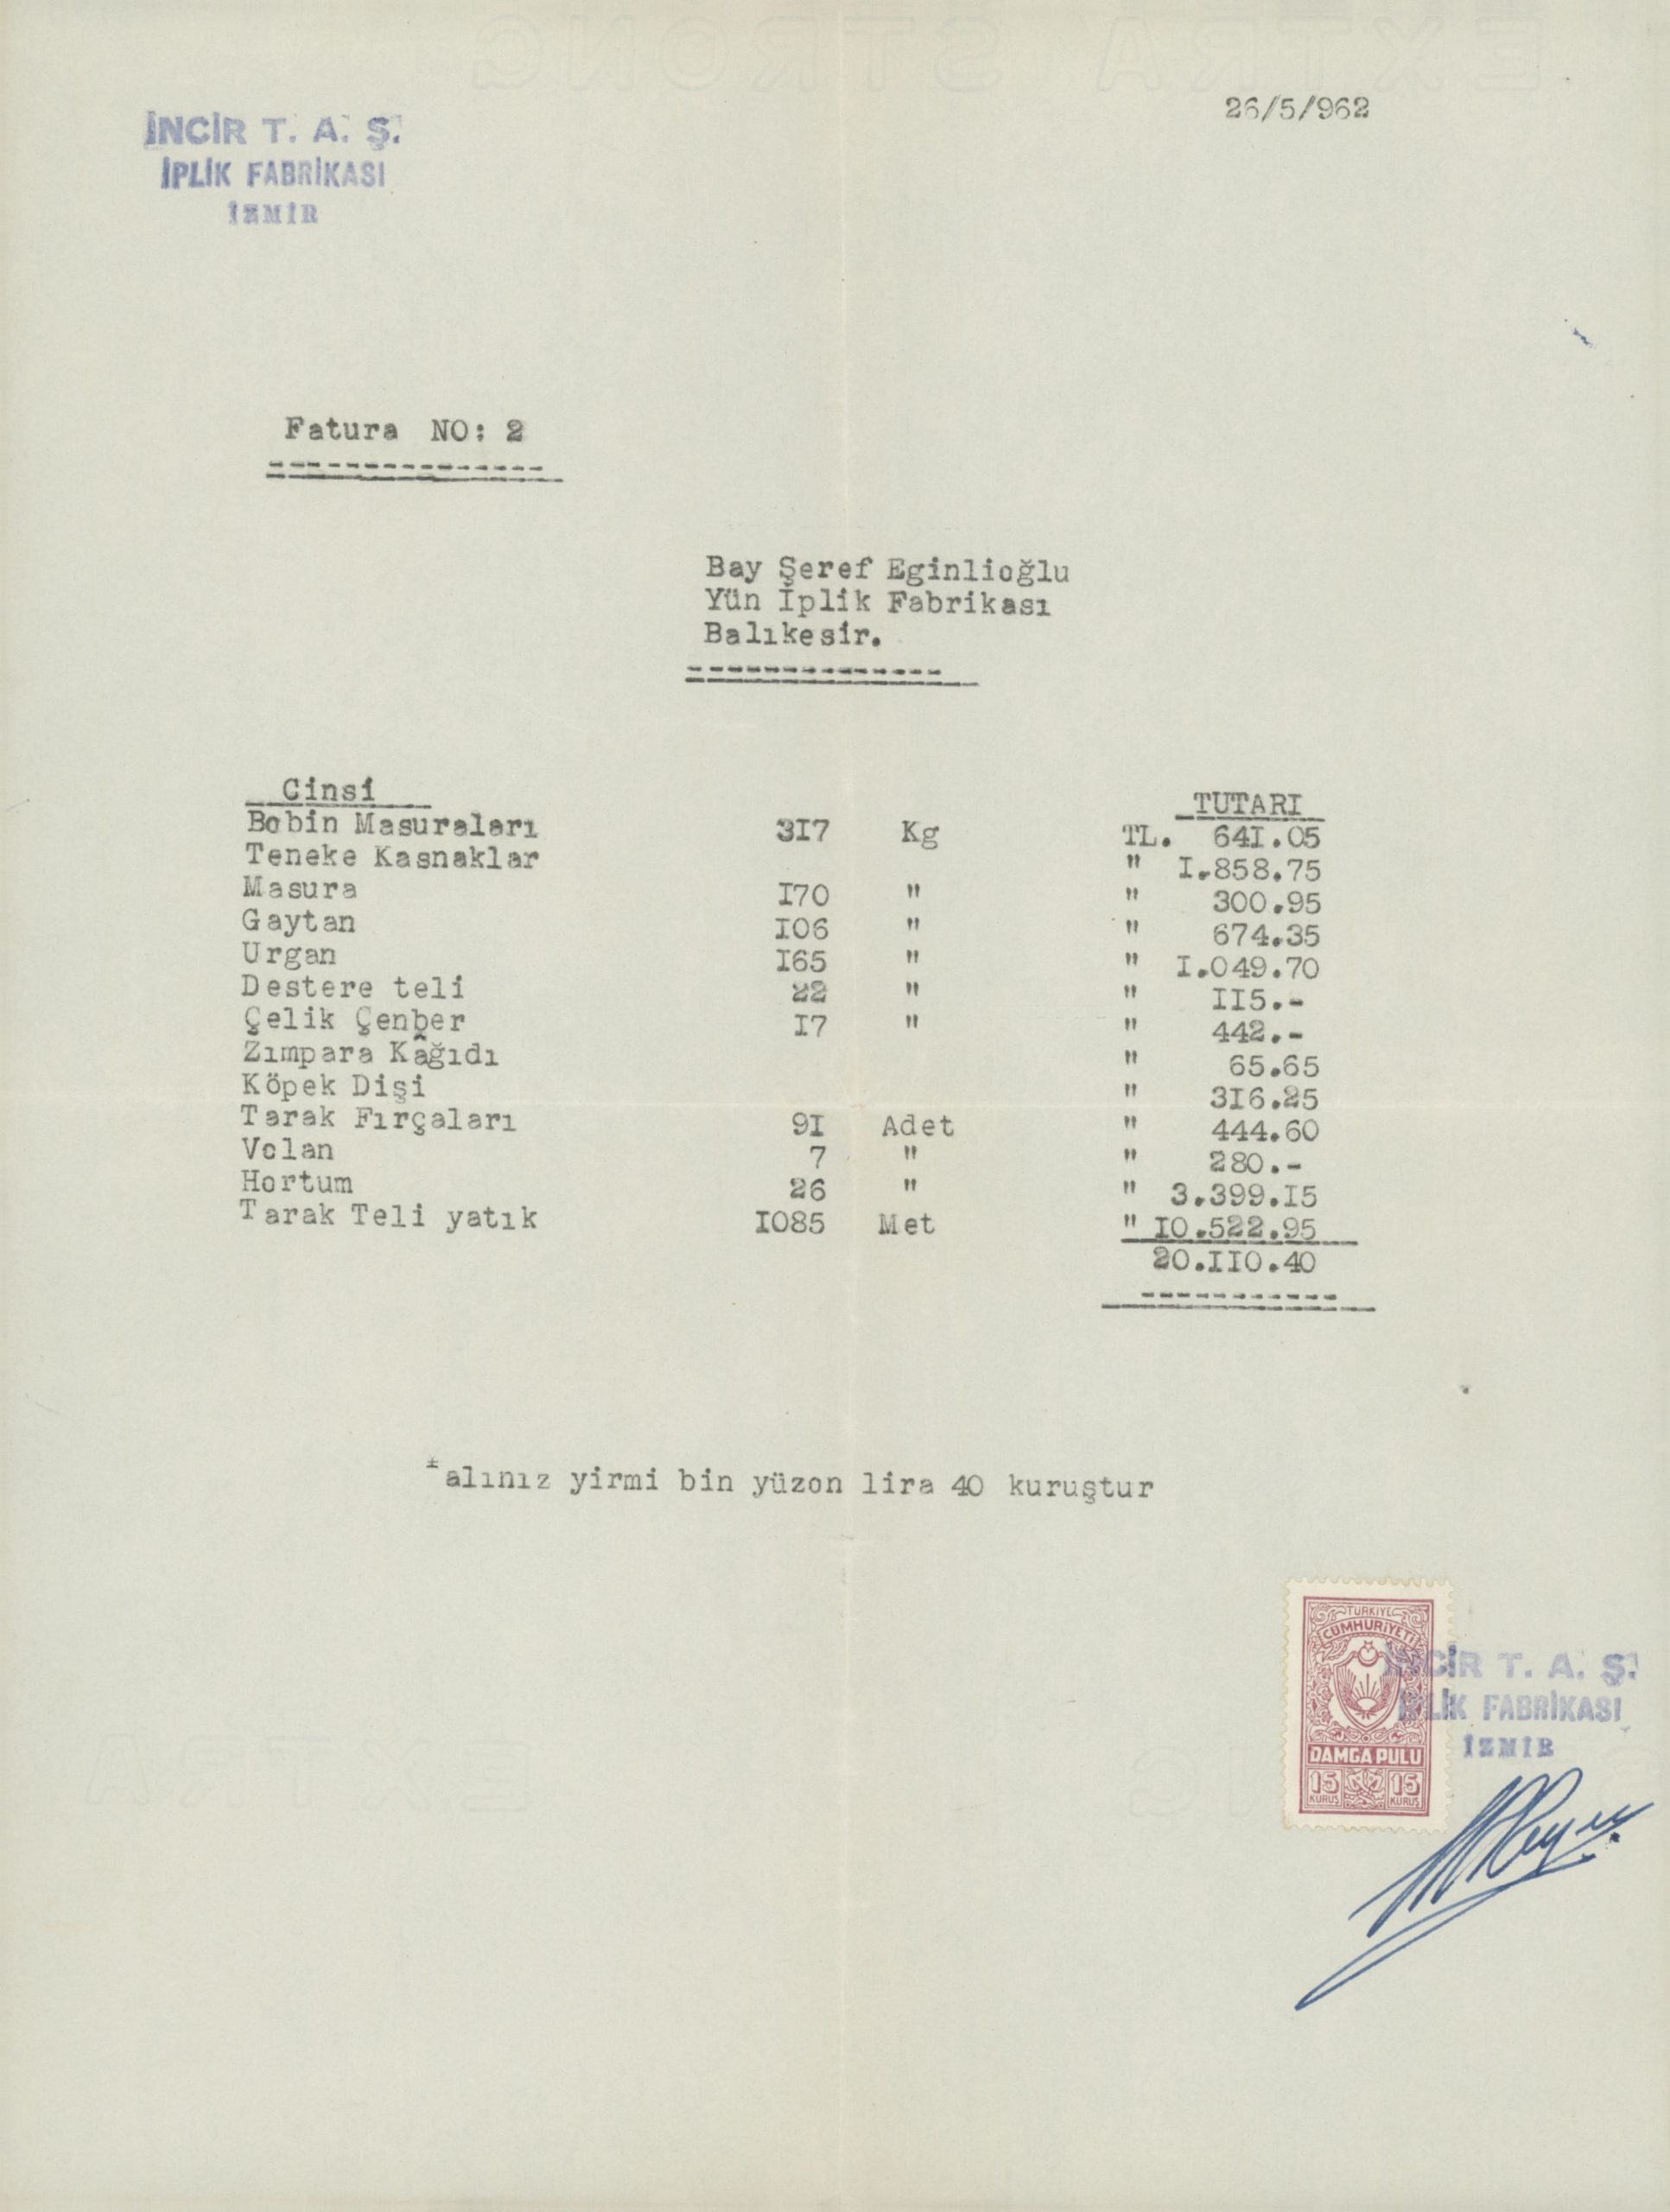 EXTRA STRONG
İNCİR T. A. Ş.
İPLİK FABRİKASI
İZMİR
26/5/962
Fatura NO: 2
Bay Şeref Eginlioğlu
Yün İplik Fabrikası
Balıkesir.
Cinsi TUTARI
Bobin Masuraları 3I7 Kg TL. 64I.05
Teneke Kasnaklar " I.858.75
Masura I70 " " 300.95
Gaytan I06 " " 674.35
Urgan I65 " " I.049.70
Destere teli 22 " " II5.-
Çelik Çenber I7 " " 442.-
Zımpara Kâğıdı " 65.65
Köpek Dişi " 3I6.25
Tarak Fırçaları 9I Adet " 444.60
Volan 7 " " 280.-
Hortum 26 " " 3.399.I5
Tarak Teli yatık I085 Met " I0.522.95
20.II0.40
alınız yirmi bin yüzon lira 40 kuruştur
TÜRKİYE
CUMHURİYETİ
DAMGA PULU
15 15
KURUŞ KURUŞ
İNCİR T. A. Ş.
İPLİK FABRİKASI
İZMİR
EXTRA